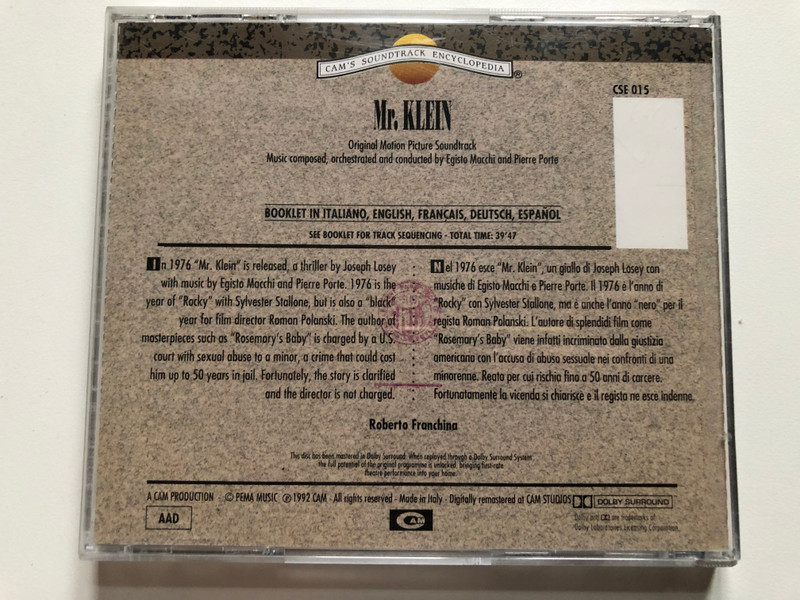 CAM'S SOUNDTRACK ENCYCLOPEDIA
®
CSE 015
Mr. KLEIN
Original Motion Picture Soundtrack
Music composed, orchestrated and conducted by Egisto Macchi and Pierre Porte
BOOKLET IN ITALIANO, ENGLISH, FRANÇAIS, DEUTSCH, ESPAÑOL
SEE BOOKLET FOR TRACK SEQUENCING - TOTAL TIME: 39'47
In 1976 "Mr. Klein" is released, a thriller by Joseph Losey
with music by Egisto Macchi and Pierre Porte. 1976 is the
year of "Rocky" with Sylvester Stallone, but is also a "black"
year for film director Roman Polanski. The author of
masterpieces such as "Rosemary's Baby" is charged by a U.S.
court with sexual abuse to a minor, a crime that could cost
him up to 50 years in jail. Fortunately, the story is clarified
and the director is not charged.
Nel 1976 esce "Mr. Klein", un giallo di Joseph Losey con
musiche di Egisto Macchi e Pierre Porte. Il 1976 è l'anno di
"Rocky" con Sylvester Stallone, ma è anche l'anno "nero" per il
regista Roman Polanski. L'autore di splendidi film come
"Rosemary's Baby" viene infatti incriminato dalla giustizia
americana con l'accusa di abuso sessuale nei confronti di una
minorenne. Reato per cui rischia fino a 50 anni di carcere.
Fortunatamente la vicenda si chiarisce e il regista ne esce indenne.
Roberto Franchina
This disc has been mastered in Dolby Surround. When replayed through a Dolby Surround System
the full potential of the original programme is unlocked, bringing first-rate
theatre performance into your home.
A CAM PRODUCTION - © PEMA MUSIC ℗ 1992 CAM - All rights reserved - Made in Italy - Digitally remastered at CAM STUDIOS
DOLBY SURROUND
AAD
CAM
Dolby and are trademarks of
Dolby Laboratories Licensing Corporation.